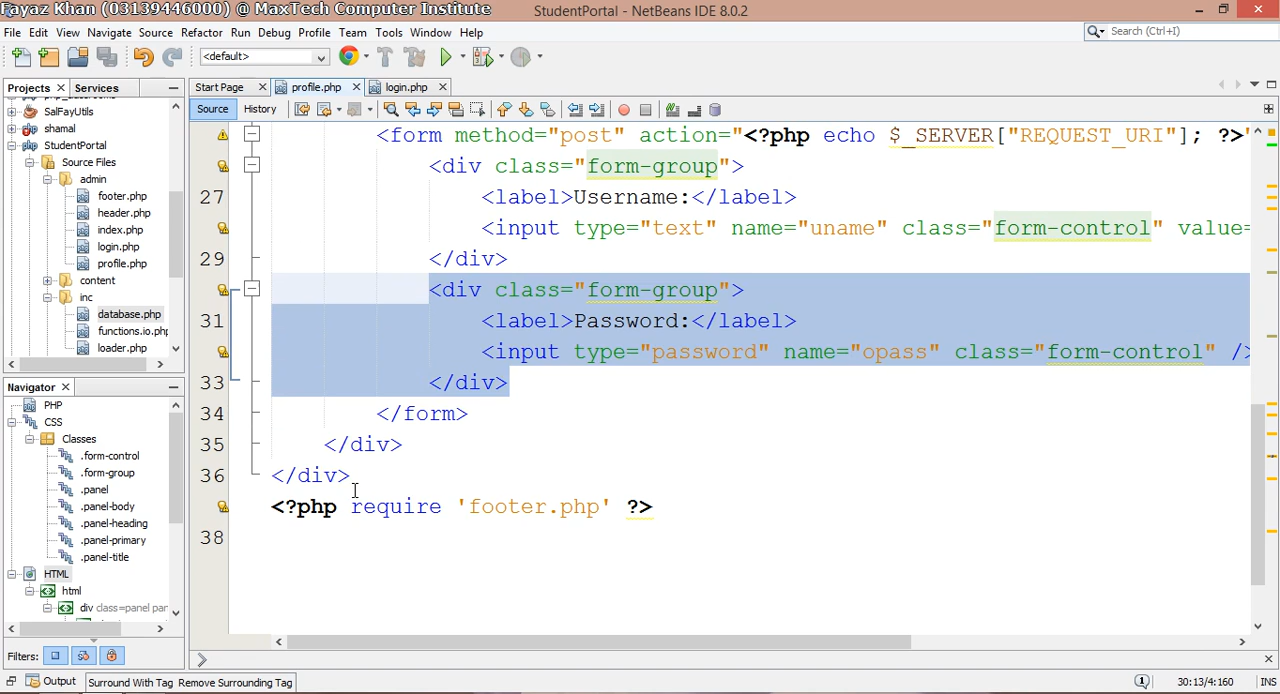 Fayaz Khan (03139446000) @ MaxTech Computer Institute
StudentPortal - NetBeans IDE 8.0.2
File Edit View Navigate Source Refactor Run Debug Profile Team Tools Window Help
Search (Ctrl+I)
<default>
Projects Services
Start Page profile.php login.php
Source History
SalFayUtils
shamal
StudentPortal
Source Files
admin
footer.php
header.php
index.php
login.php
profile.php
content
inc
database.php
functions.io.php
loader.php
<form method="post" action="<?php echo $_SERVER["REQUEST_URI"]; ?>"
<div class="form-group">
27 <label>Username:</label>
<input type="text" name="uname" class="form-control" value=
29 </div>
<div class="form-group">
31 <label>Password:</label>
<input type="password" name="opass" class="form-control" />
33 </div>
34 </form>
35 </div>
36 </div>
<?php require 'footer.php' ?>
38
Navigator
PHP
CSS
Classes
.form-control
.form-group
.panel
.panel-body
.panel-heading
.panel-primary
.panel-title
HTML
html
div class=panel pan
Filters:
Output
Surround With Tag Remove Surrounding Tag
1
30:13/4:160
INS